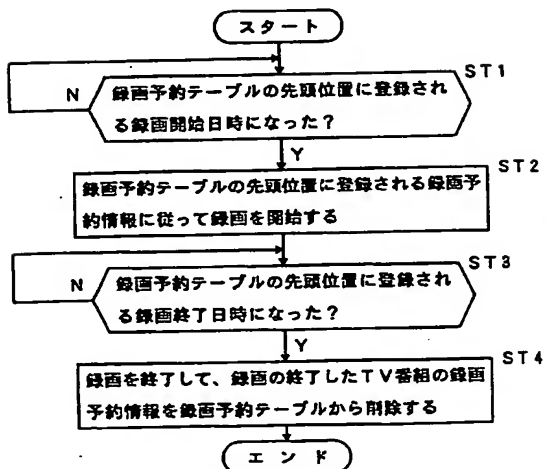 スタート
ST1
N
録画予約テーブルの先頭位置に登録され
る録画開始日時になった?
Y
ST2
録画予約テーブルの先頭位置に登録される録画予
約情報に従って録画を開始する
ST3
N
録画予約テーブルの先頭位置に登録され
る録画終了日時になった?
Y
ST4
録画を終了して、録画の終了したTV番組の録画
予約情報を録画予約テーブルから削除する
エンド